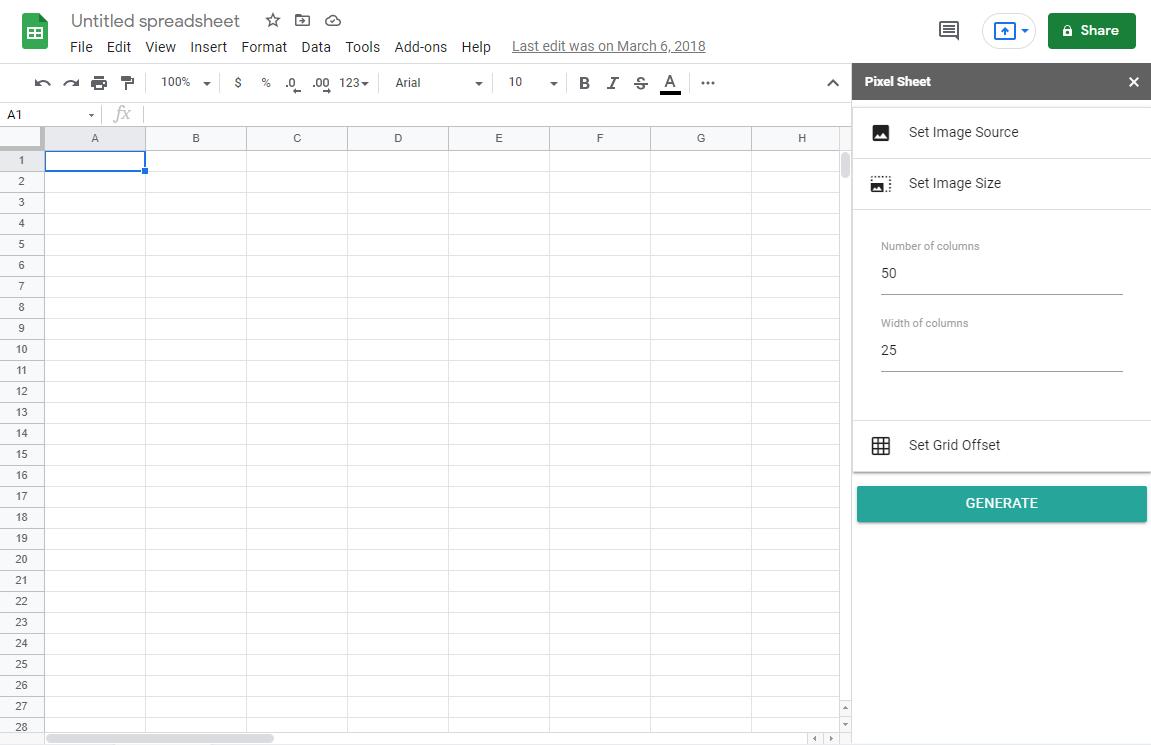 Untitled spreadsheet
File Edit View Insert Format Data Tools Add-ons Help Last edit was on March 6, 2018
Share
100% $ % .0 .00 123 Arial 10 B I S A
Pixel Sheet
A1 fx
A B C D E F G H
1
2
3
4
5
6
7
8
9
10
11
12
13
14
15
16
17
18
19
20
21
22
23
24
25
26
27
28
Set Image Source
Set Image Size
Number of columns
50
Width of columns
25
Set Grid Offset
GENERATE